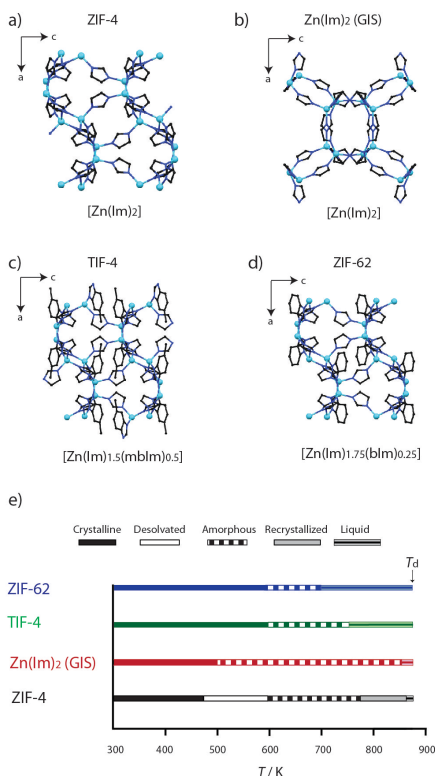 a)
ZIF-4
c
a
[Zn(Im)2]
b)
Zn(Im)2 (GIS)
c
a
[Zn(Im)2]
c)
TIF-4
c
a
[Zn(Im)1.5(mbIm)0.5]
d)
ZIF-62
c
a
[Zn(Im)1.75(bIm)0.25]
e)
Crystalline Desolvated Amorphous Recrystallized Liquid
Td
ZIF-62
TIF-4
Zn(Im)2 (GIS)
ZIF-4
300 400 500 600 700 800 900
T / K